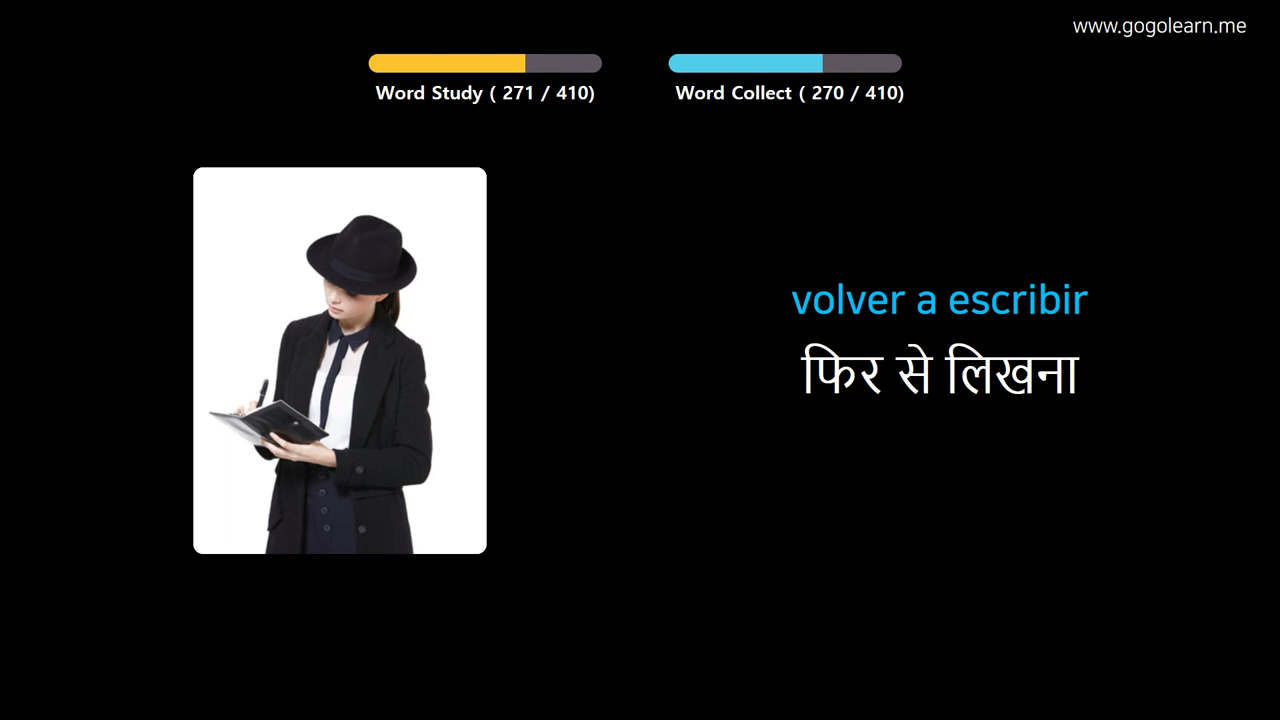 www.gogolearn.me
Word Study ( 271 / 410)
Word Collect ( 270 / 410)
volver a escribir
फिर से लिखना